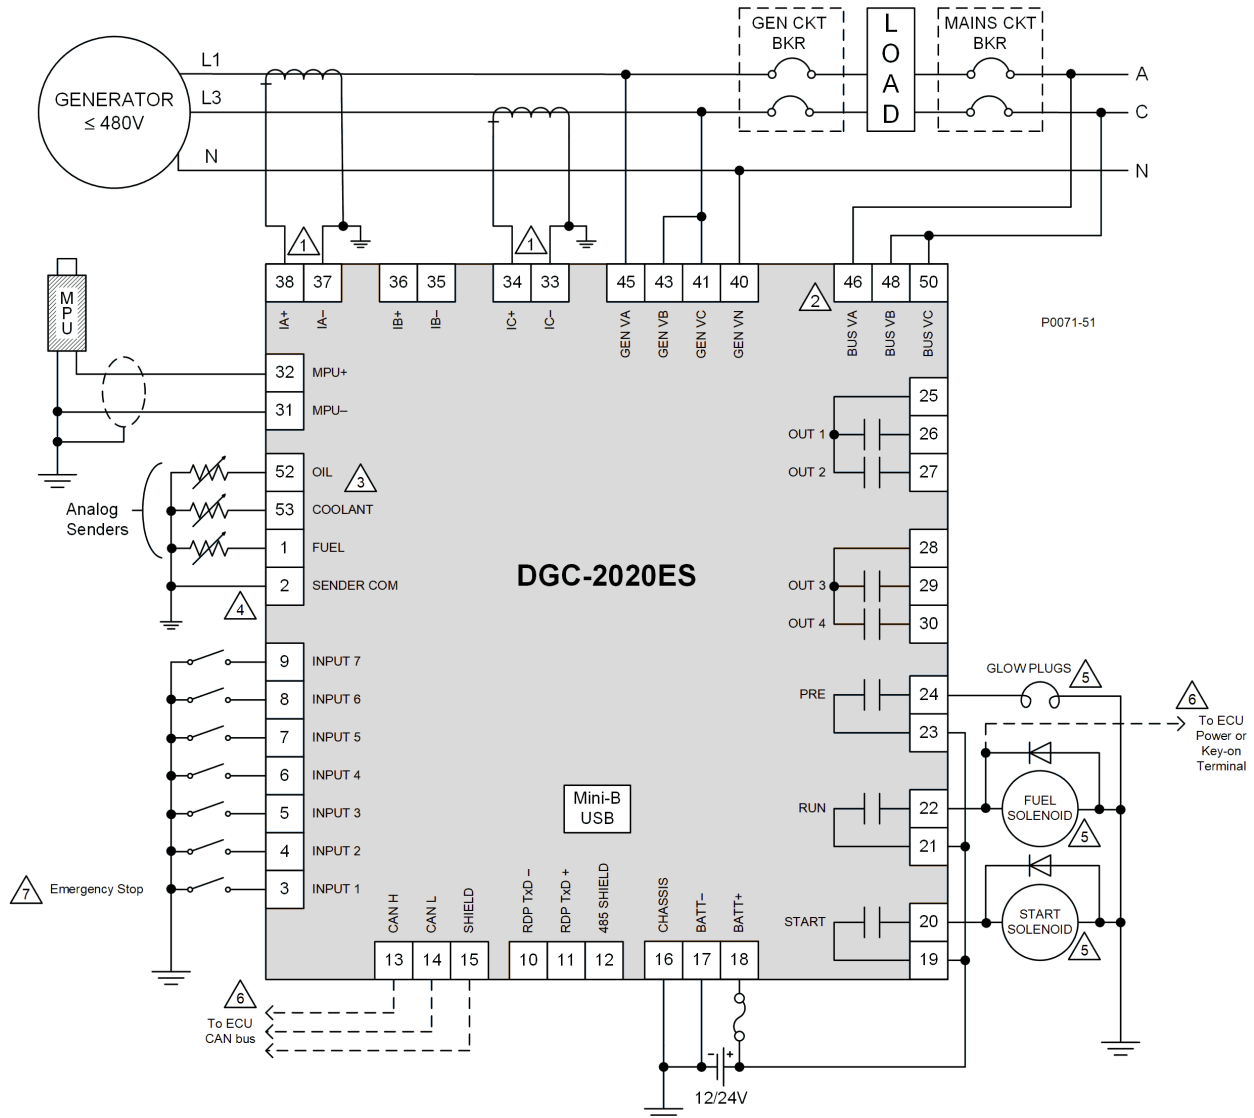 GEN CKT
BKR
L
O
A
D
MAINS CKT
BKR
GENERATOR
≤ 480V
L1
L3
N
A
C
N
1
1
2
38
37
36
35
34
33
45
43
41
40
46
48
50
IA+
IA–
IB+
IB–
IC+
IC–
GEN VA
GEN VB
GEN VC
GEN VN
BUS VA
BUS VB
BUS VC
P0071-51
M
P
U
32
MPU+
31
MPU–
52
OIL
3
53
COOLANT
1
FUEL
2
SENDER COM
4
Analog
Senders
DGC-2020ES
25
OUT 1
26
OUT 2
27
28
OUT 3
29
OUT 4
30
9
INPUT 7
8
INPUT 6
7
INPUT 5
6
INPUT 4
5
INPUT 3
4
INPUT 2
3
INPUT 1
7
Emergency Stop
PRE
24
23
GLOW PLUGS
5
6
To ECU
Power or
Key-on
Terminal
RUN
22
21
FUEL
SOLENOID
5
START
20
19
START
SOLENOID
5
Mini-B
USB
CAN H
CAN L
SHIELD
RDP TxD –
RDP TxD +
485 SHIELD
CHASSIS
BATT–
BATT+
13
14
15
10
11
12
16
17
18
6
To ECU
CAN bus
-
+
12/24V